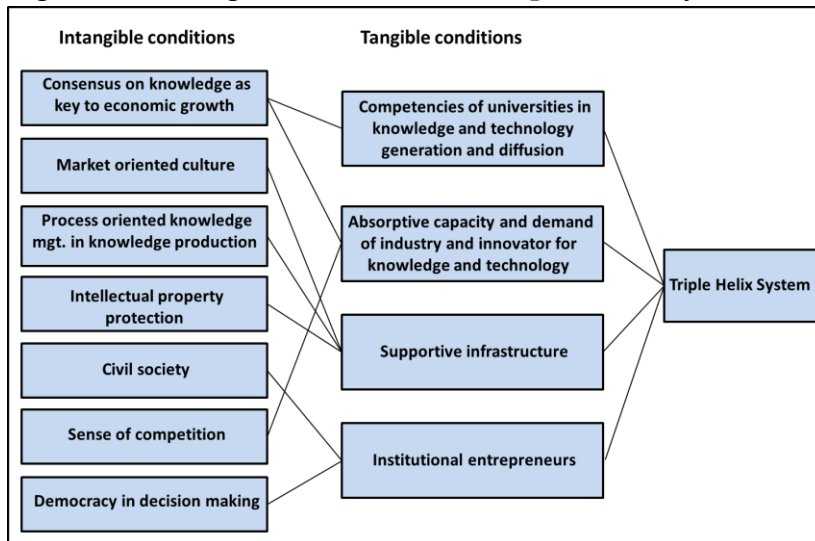 Intangible conditions
Tangible conditions
Consensus on knowledge as
key to economic growth
Market oriented culture
Process oriented knowledge
mgt. in knowledge production
Intellectual property
protection
Civil society
Sense of competition
Democracy in decision making
Competencies of universities in
knowledge and technology
generation and diffusion
Absorptive capacity and demand
of industry and innovator for
knowledge and technology
Supportive infrastructure
Institutional entrepreneurs
Triple Helix System